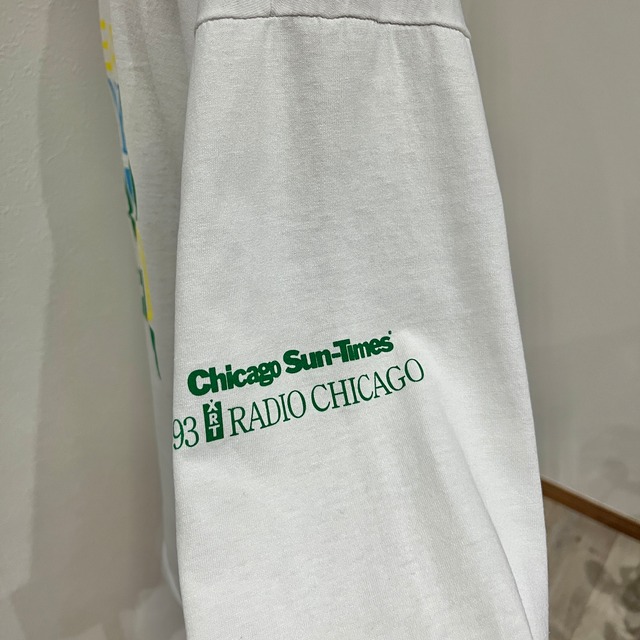 Chicago Sun-Times
93 XRT RADIO CHICAGO